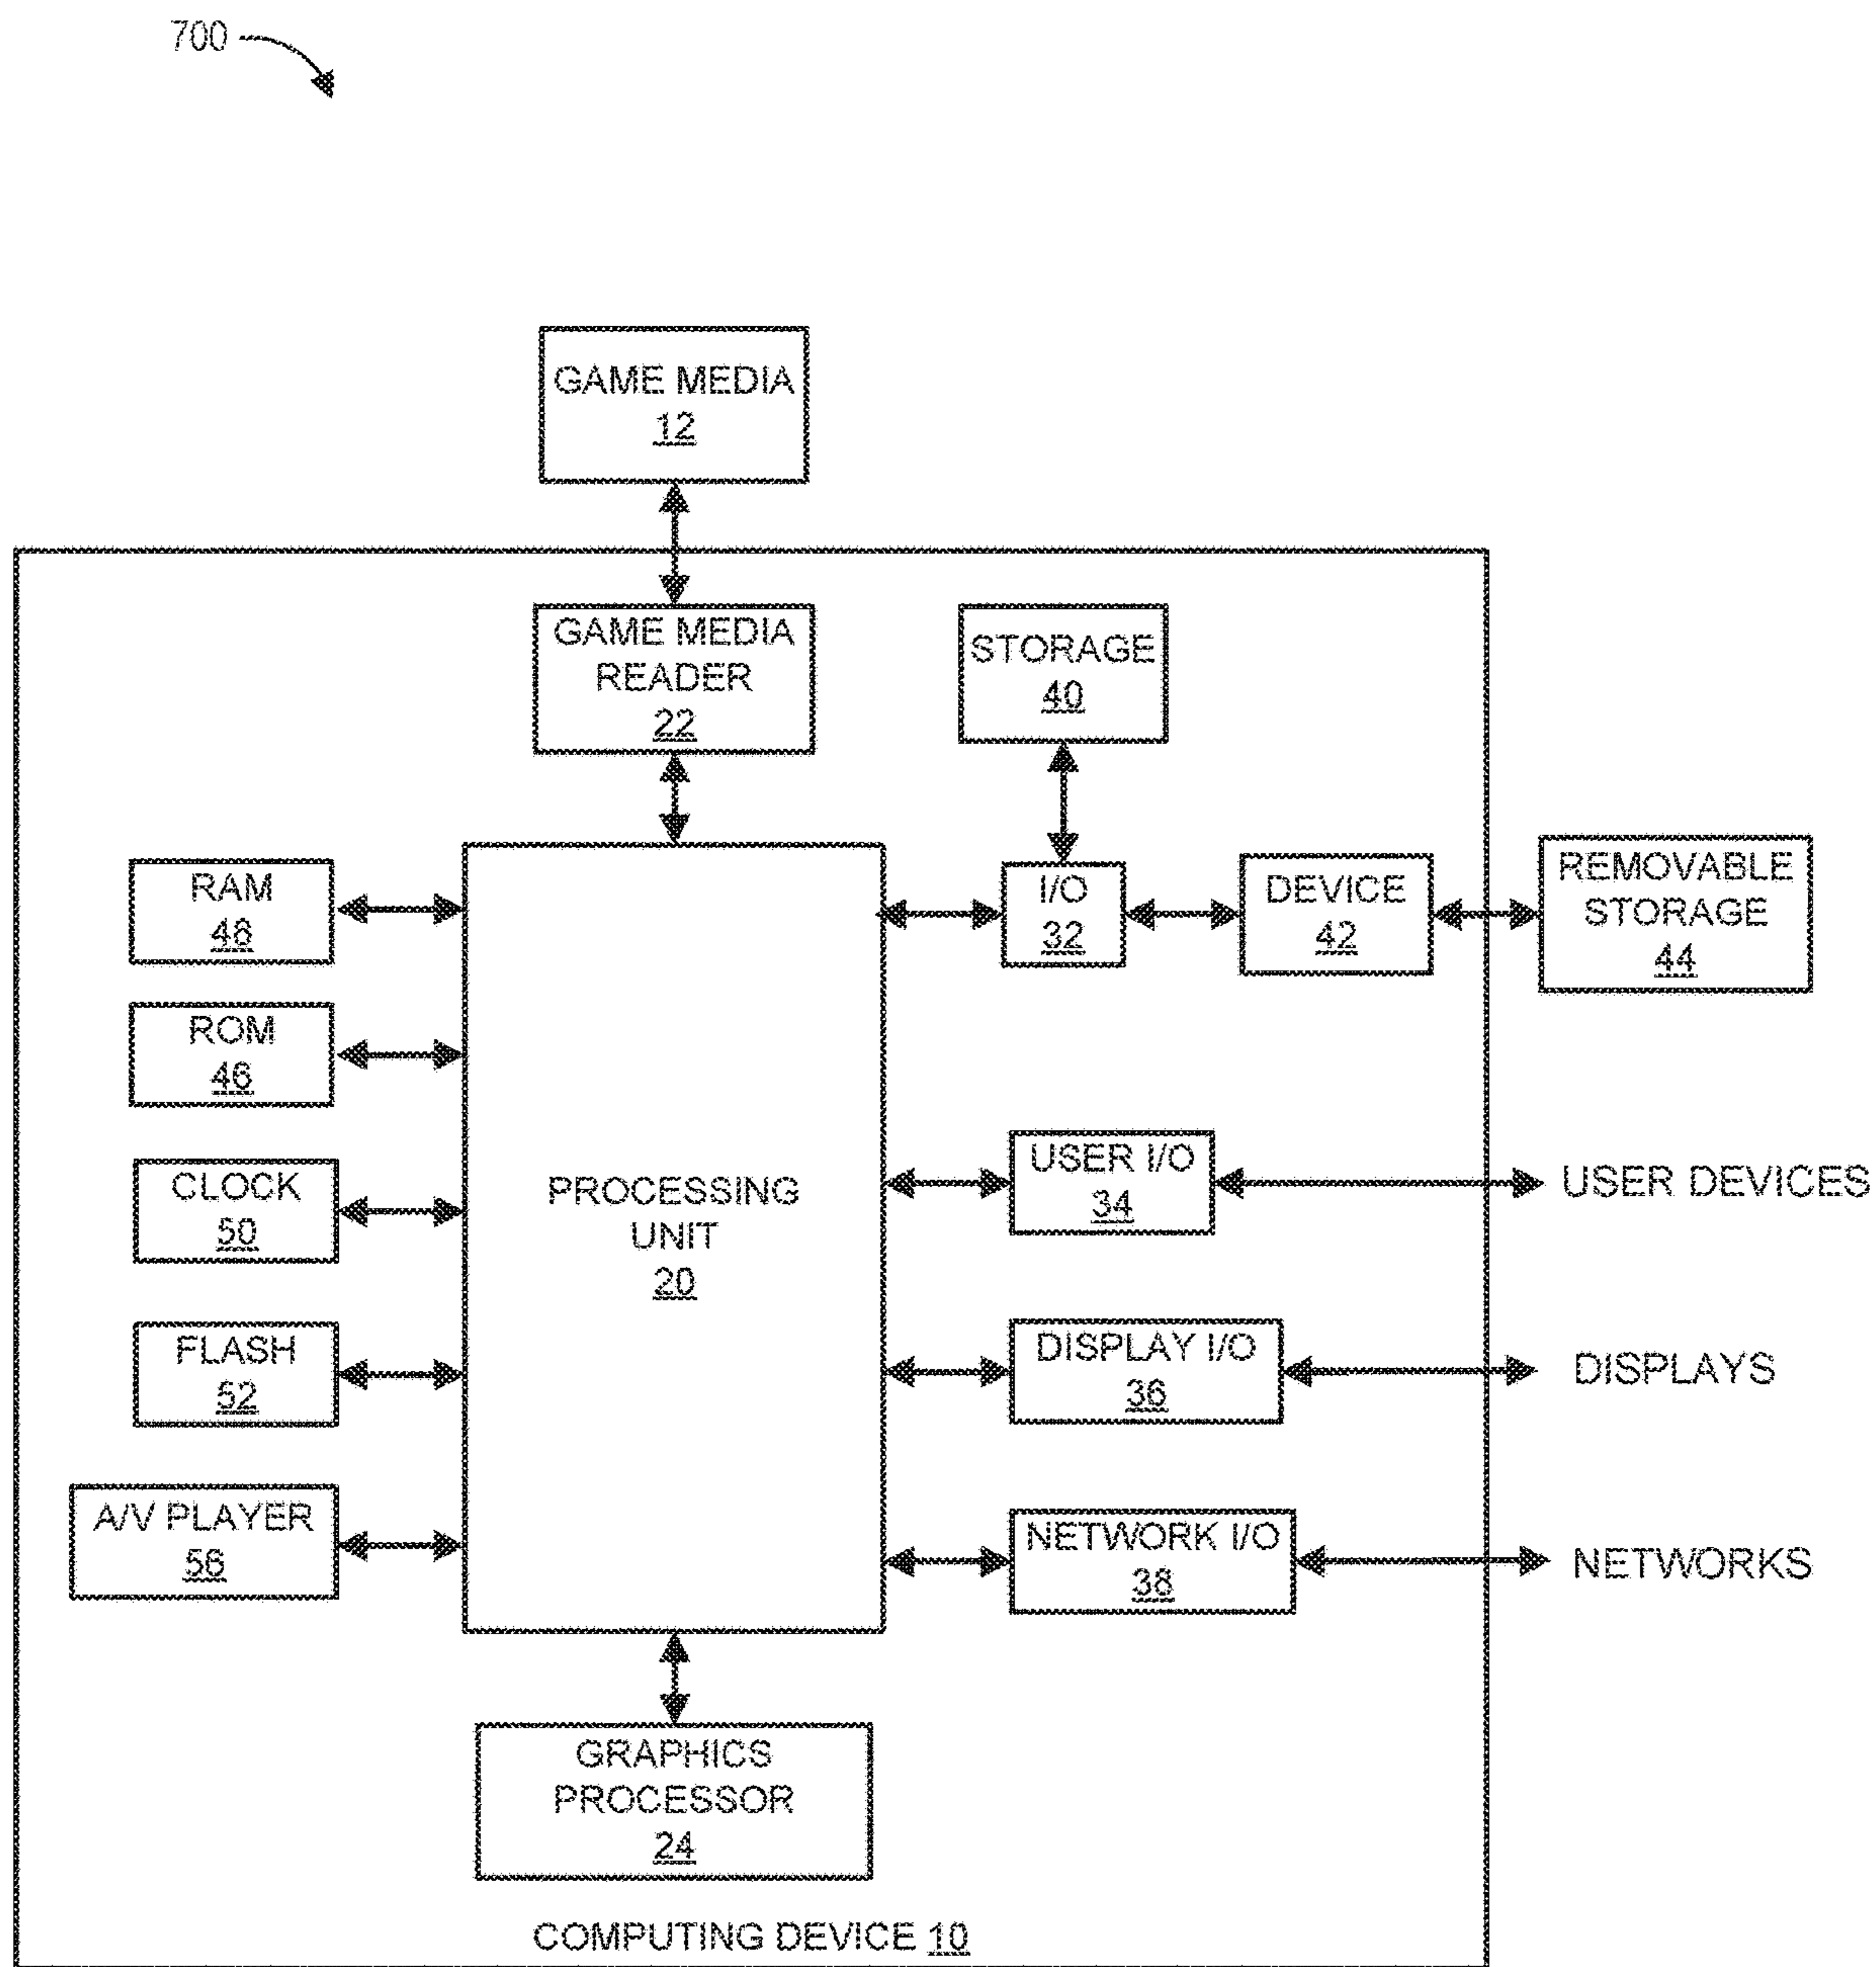 700
GAME MEDIA
12
GAME MEDIA
READER
22
STORAGE
40
RAM
48
I/O
32
DEVICE
42
REMOVABLE
STORAGE
44
ROM
46
CLOCK
50
PROCESSING
UNIT
20
USER I/O
34
USER DEVICES
FLASH
52
DISPLAY I/O
36
DISPLAYS
A/V PLAYER
56
NETWORK I/O
38
NETWORKS
GRAPHICS
PROCESSOR
24
COMPUTING DEVICE 10